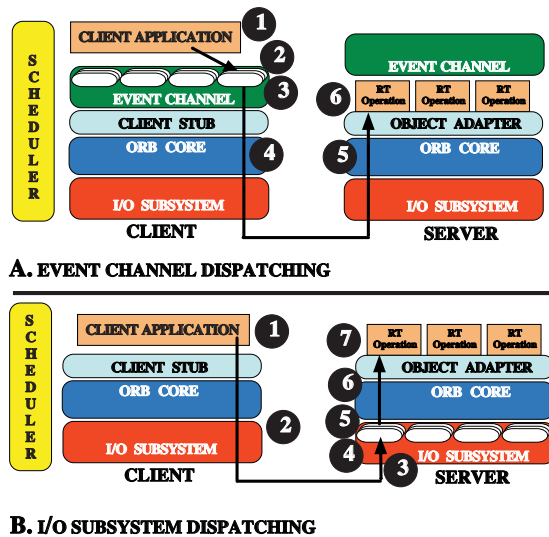 SCHEDULER
CLIENT APPLICATION
1
2
EVENT CHANNEL
3
CLIENT STUB
ORB CORE
4
I/O SUBSYSTEM
CLIENT
EVENT CHANNEL
6
RT Operation
RT Operation
RT Operation
OBJECT ADAPTER
5
ORB CORE
I/O SUBSYSTEM
SERVER
A. EVENT CHANNEL DISPATCHING
SCHEDULER
CLIENT APPLICATION
1
CLIENT STUB
ORB CORE
2
I/O SUBSYSTEM
CLIENT
7
RT Operation
RT Operation
RT Operation
OBJECT ADAPTER
6
ORB CORE
5
4
I/O SUBSYSTEM
3
SERVER
B. I/O SUBSYSTEM DISPATCHING